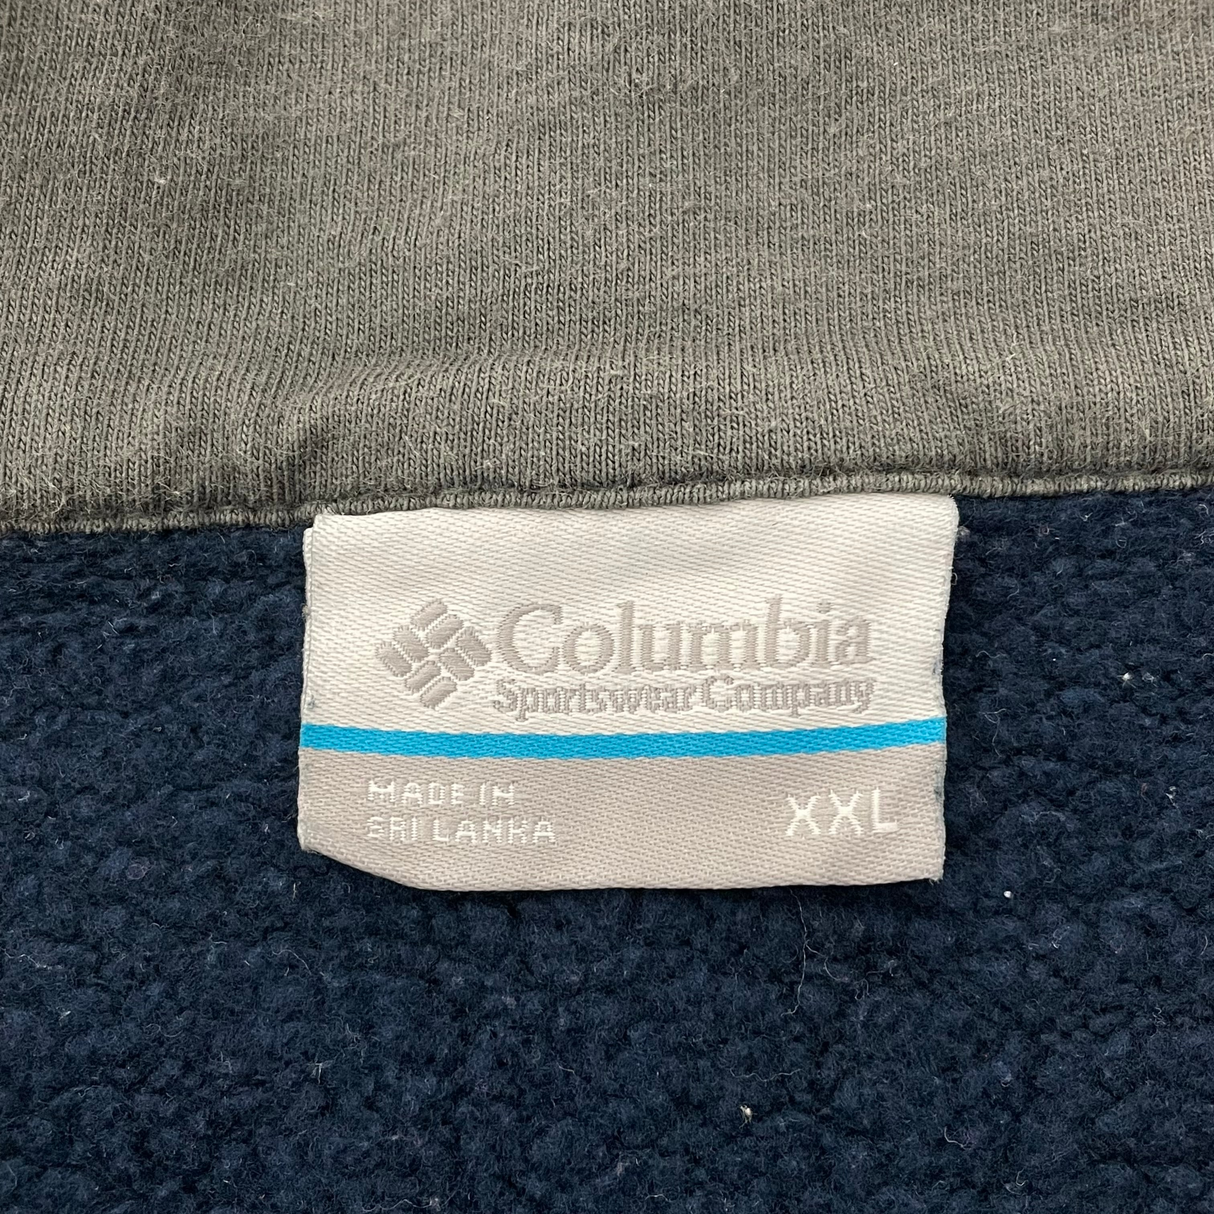 Columbia
Sportswear Company
MADE IN
SRI LANKA
XXL